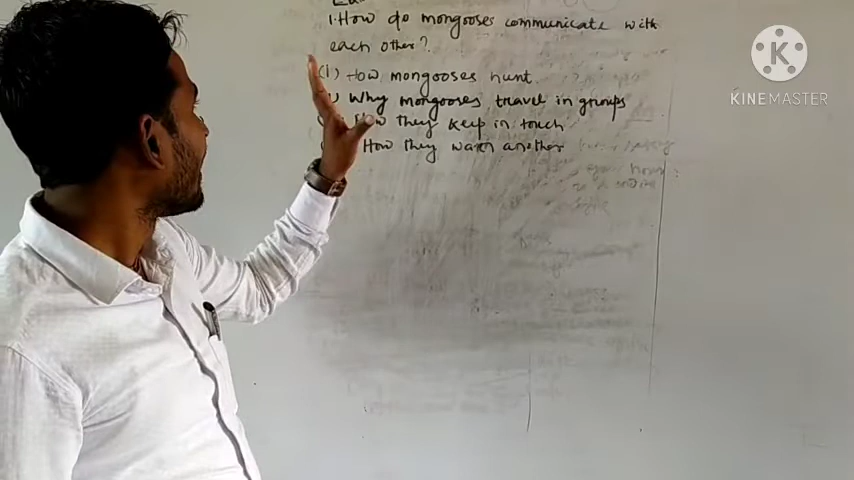 1. How do mongooses communicate with
each other?
(1) How mongooses hunt
) Why mongooses travel in groups
How they keep in touch
How they warn another
KINEMASTER